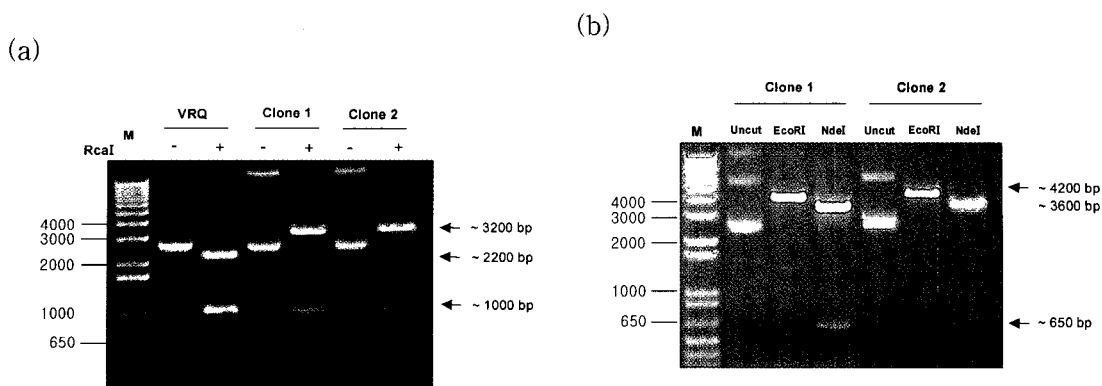 (a)
VRQ Clone 1 Clone 2
M
RcaI - + - + - +
4000
3000
2000
1000
650
← ~ 3200 bp
← ~ 2200 bp
← ~ 1000 bp
(b)
Clone 1 Clone 2
M Uncut EcoRI NdeI Uncut EcoRI NdeI
4000
3000
2000
1000
650
← ~ 4200 bp
~ 3600 bp
← ~ 650 bp